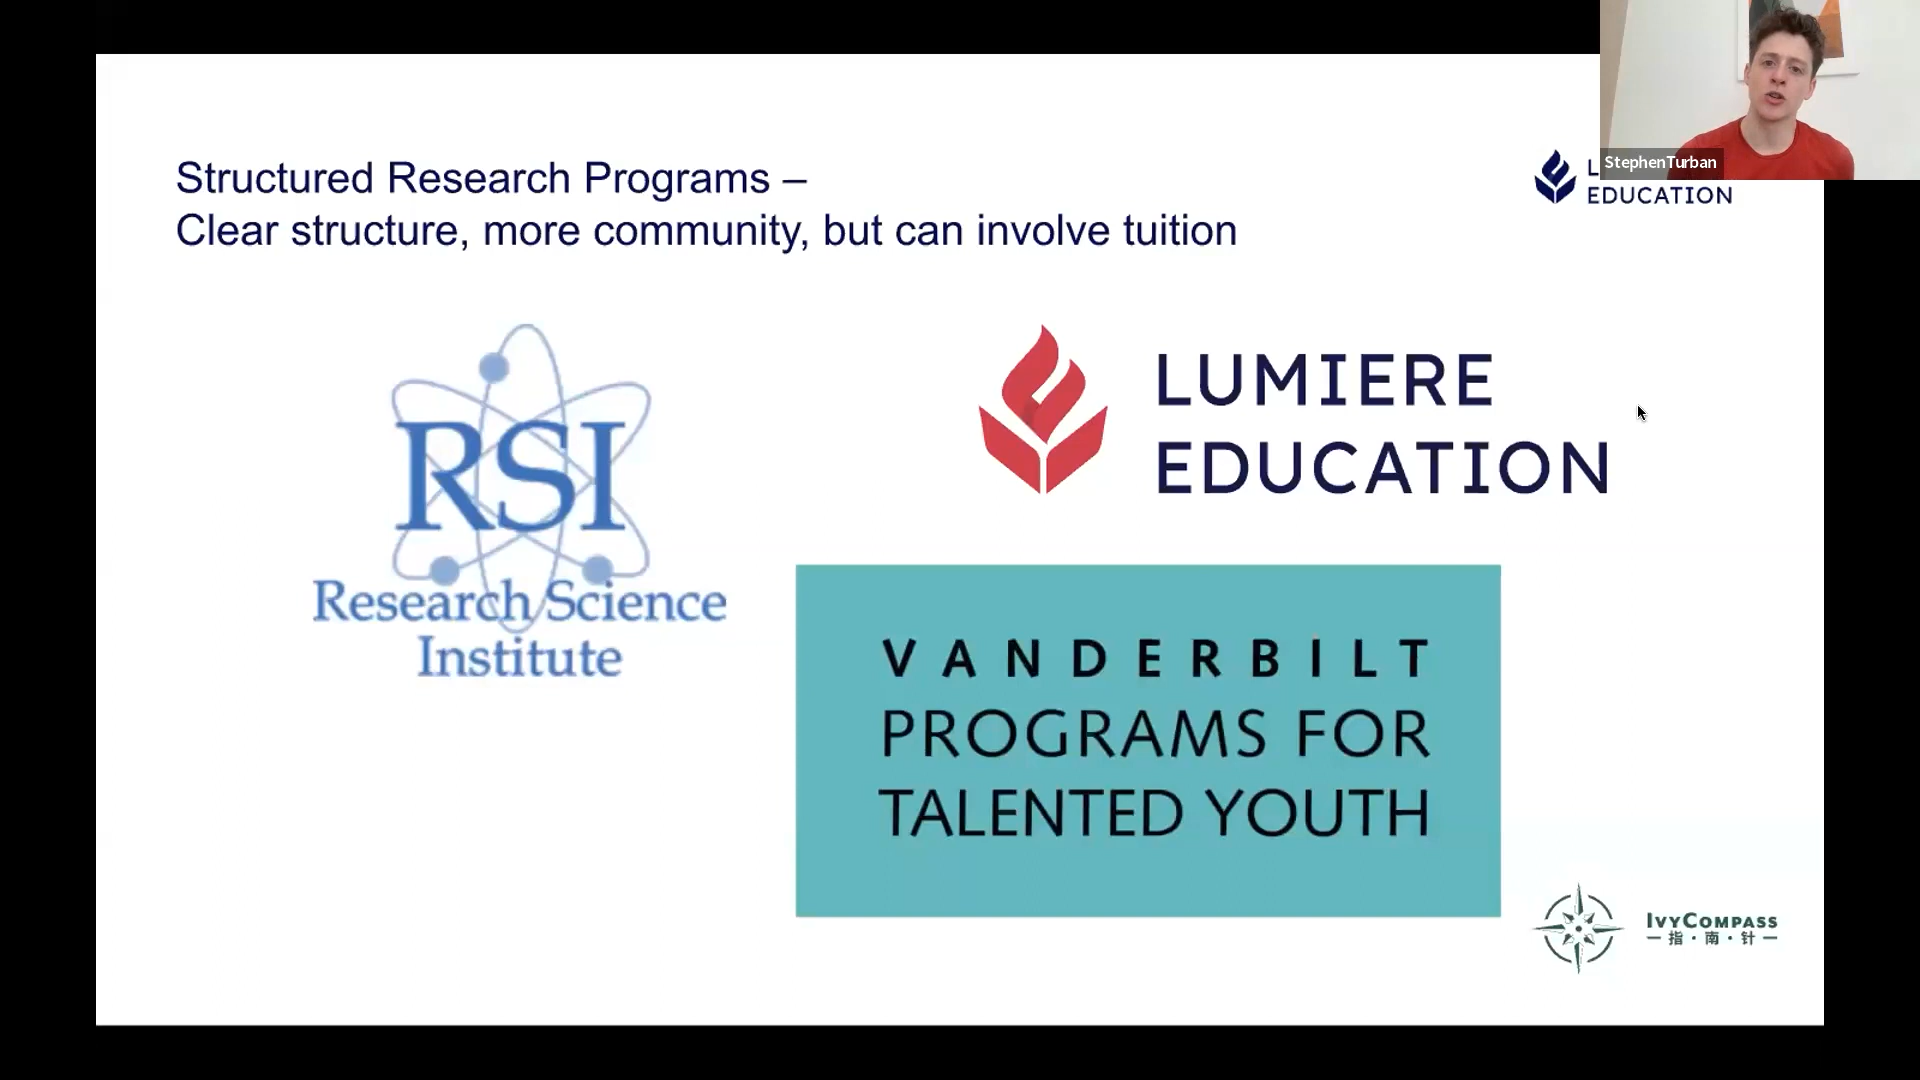 StephenTurban
Structured Research Programs –
Clear structure, more community, but can involve tuition
EDUCATION
RSI
Research Science
Institute
LUMIERE
EDUCATION
VANDERBILT
PROGRAMS FOR
TALENTED YOUTH
IVYCOMPASS
指·南·针